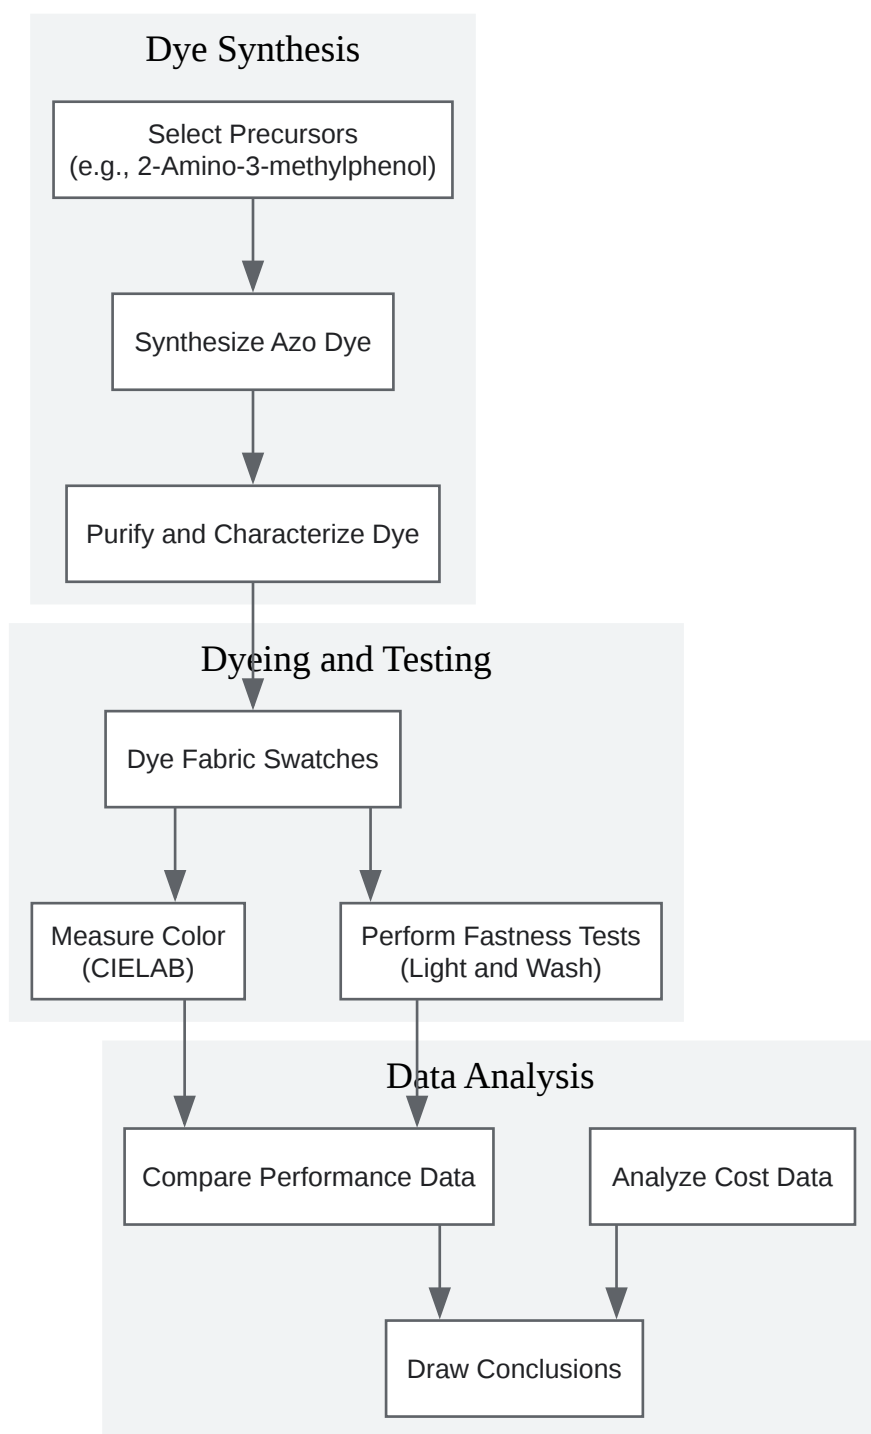 Dye Synthesis
Select Precursors
(e.g., 2-Amino-3-methylphenol)
Synthesize Azo Dye
Purify and Characterize Dye
Dyeing and Testing
Dye Fabric Swatches
Measure Color
(CIELAB)
Perform Fastness Tests
(Light and Wash)
Data Analysis
Compare Performance Data
Analyze Cost Data
Draw Conclusions